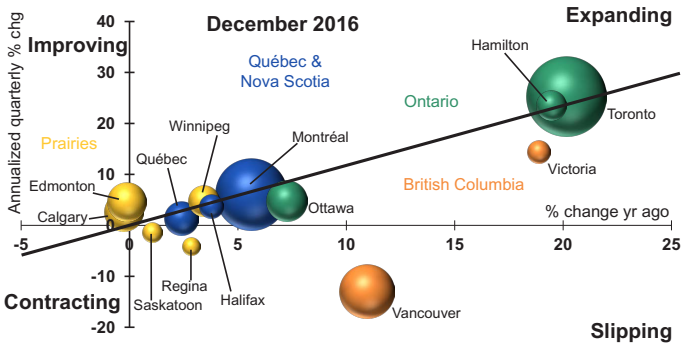 December 2016
Expanding
Improving
Contracting
Slipping
Annualized quarterly % chg
40
30
20
10
0
-10
-20
% change yr ago
-5
0
5
10
15
20
25
Québec &
Nova Scotia
Ontario
Prairies
British Columbia
Hamilton
Toronto
Winnipeg
Montréal
Québec
Edmonton
Calgary
Ottawa
Victoria
Regina
Saskatoon
Halifax
Vancouver